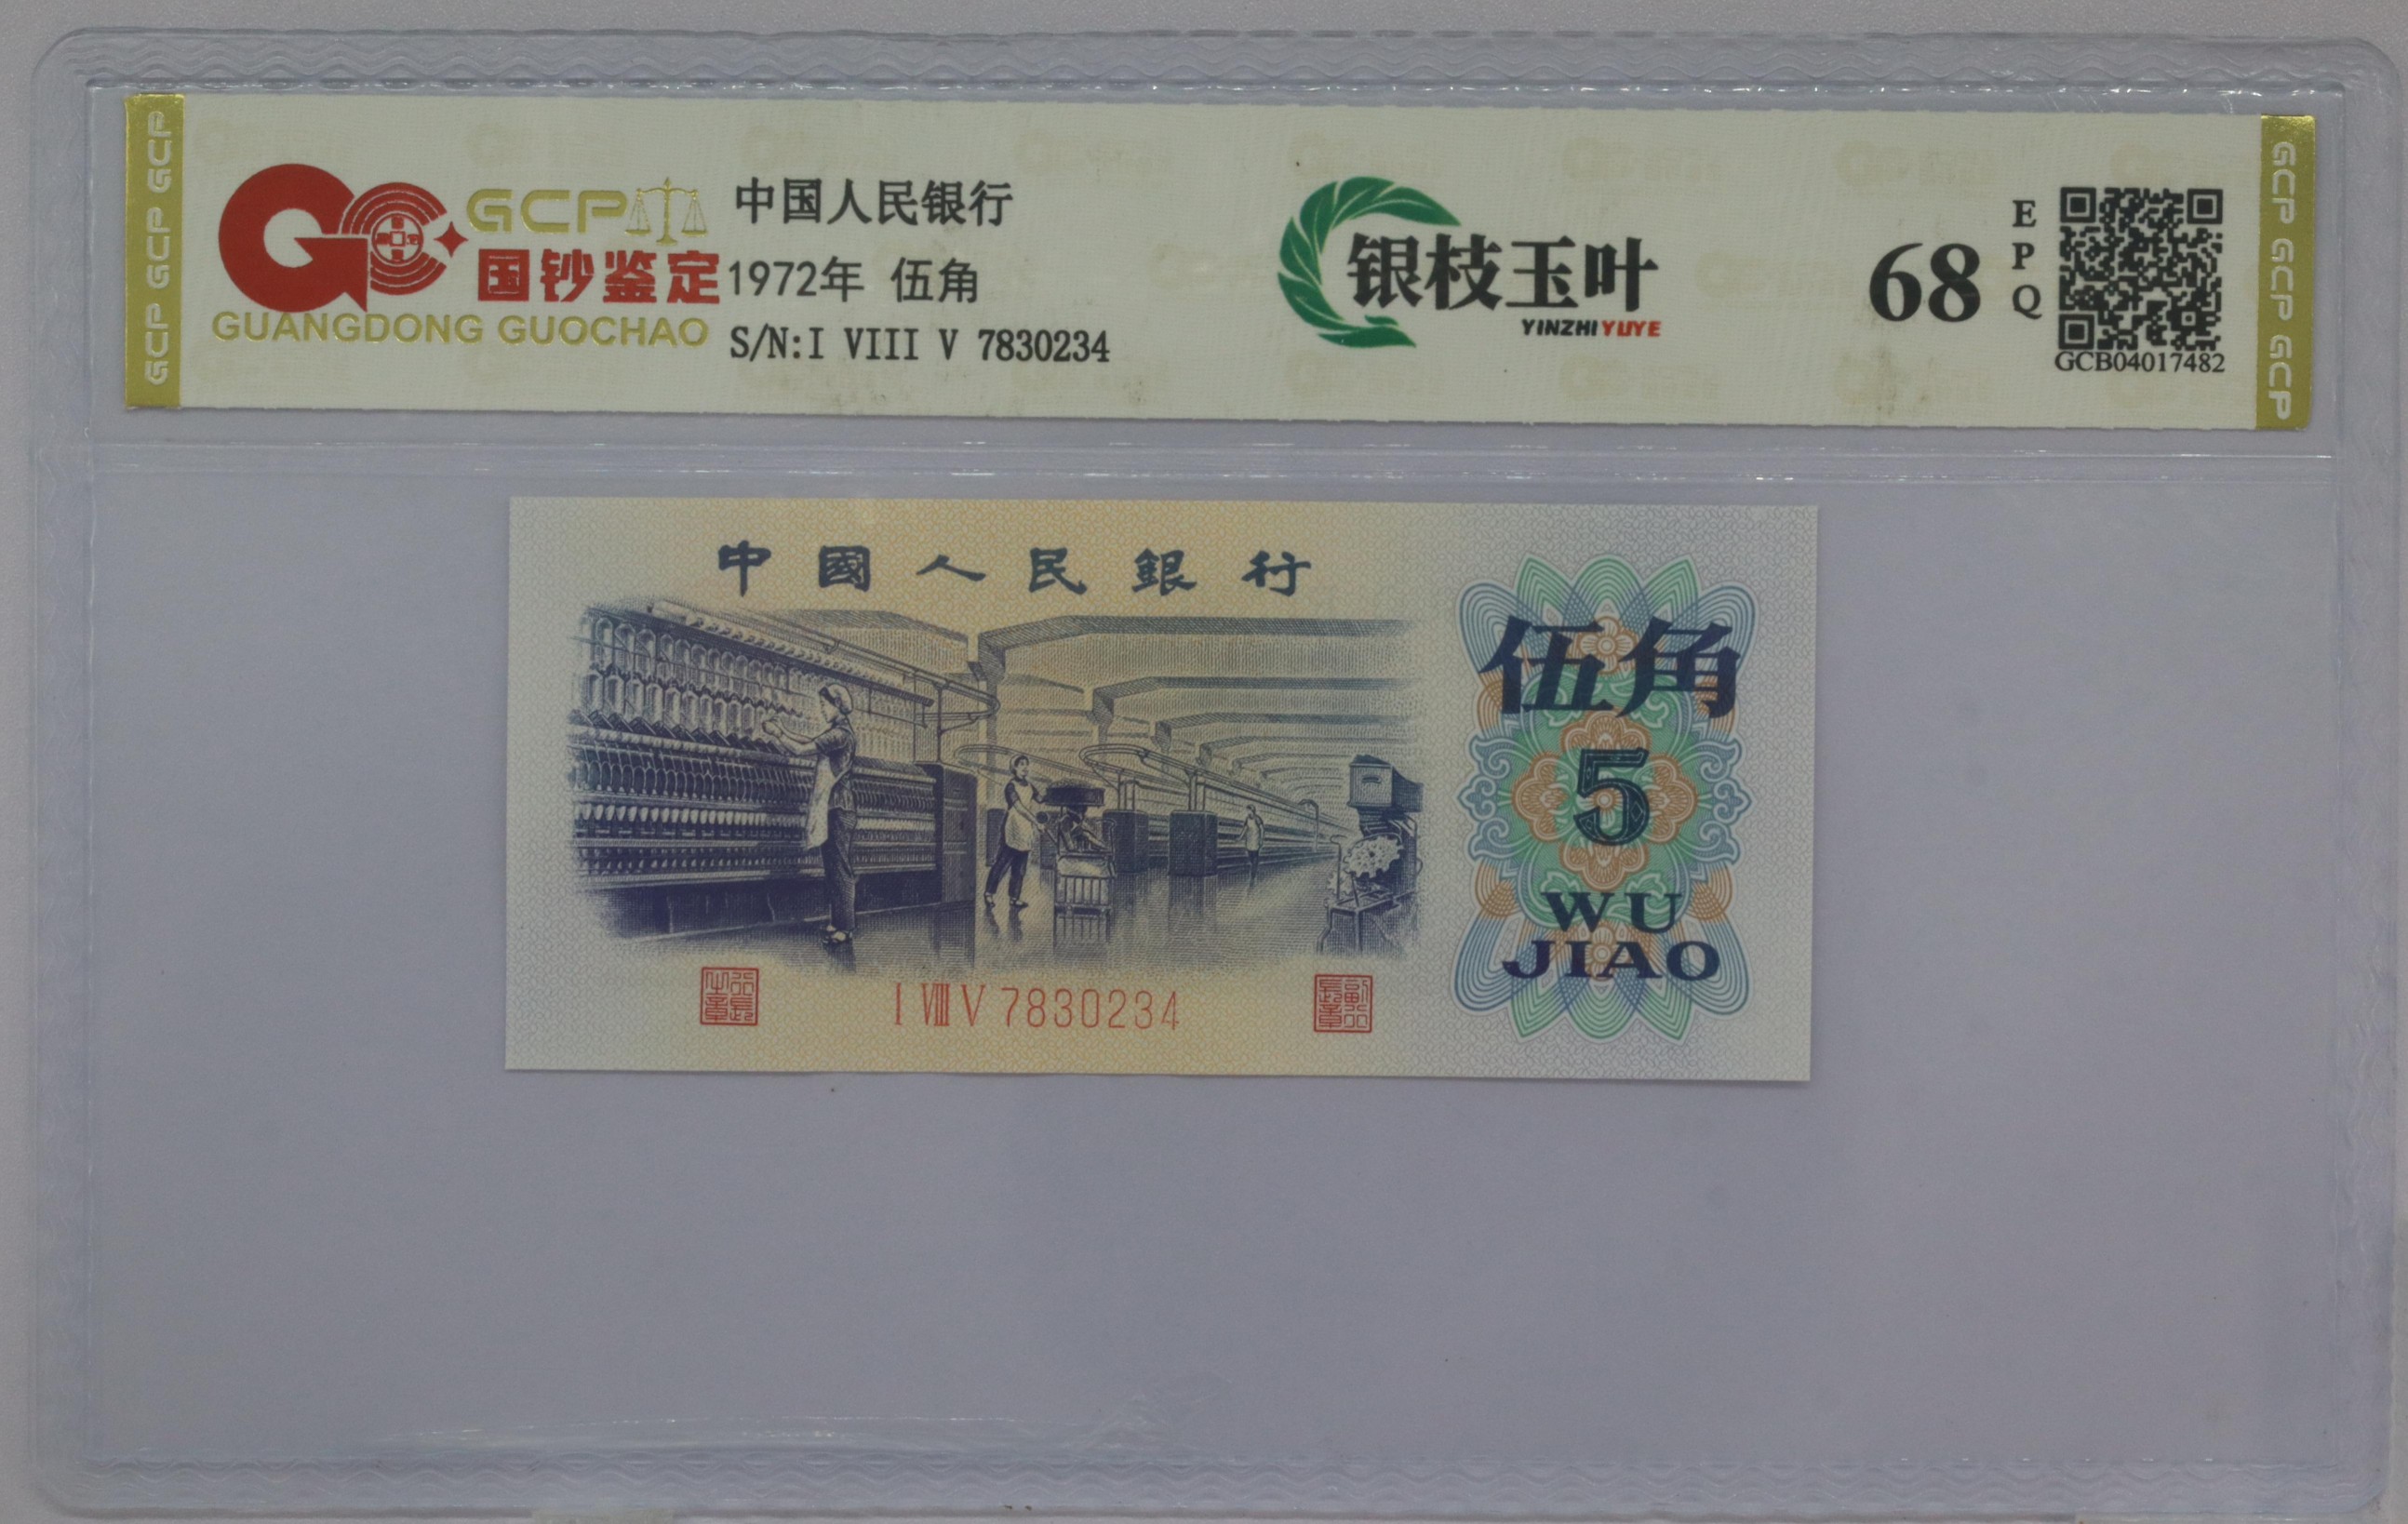 GCP GCP GCP
GCP
国钞鉴定
GUANGDONG GUOCHAO
中国人民银行
1972年 伍角
S/N:I VIII V 7830234
银枝玉叶
YINZHIYUYE
68
EPQ
GCB04017482
GCP GCP GCP
中國人民銀行
伍角
5
WU
JIAO
I VIII V 7830234